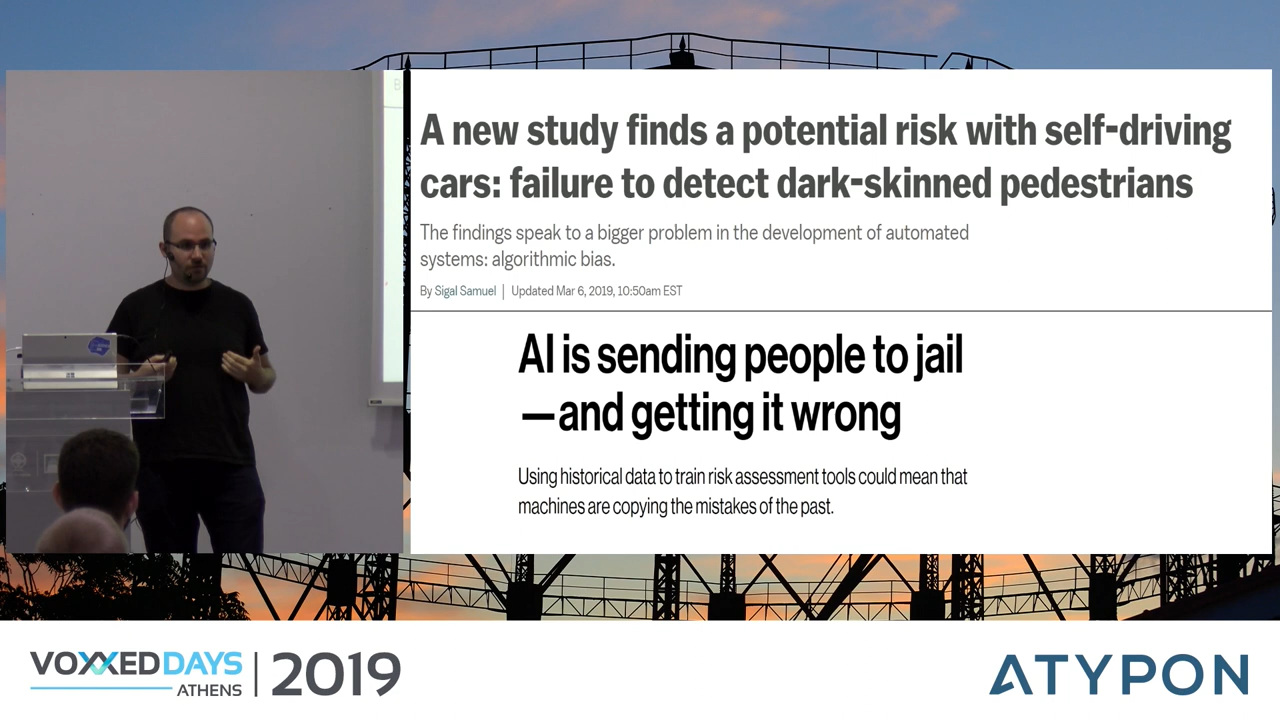 A new study finds a potential risk with self-driving
cars: failure to detect dark-skinned pedestrians
The findings speak to a bigger problem in the development of automated
systems: algorithmic bias.
By Sigal Samuel | Updated Mar 6, 2019, 10:50am EST
AI is sending people to jail
—and getting it wrong
Using historical data to train risk assessment tools could mean that
machines are copying the mistakes of the past.
VOXXED DAYS
ATHENS
2019
ATYPON